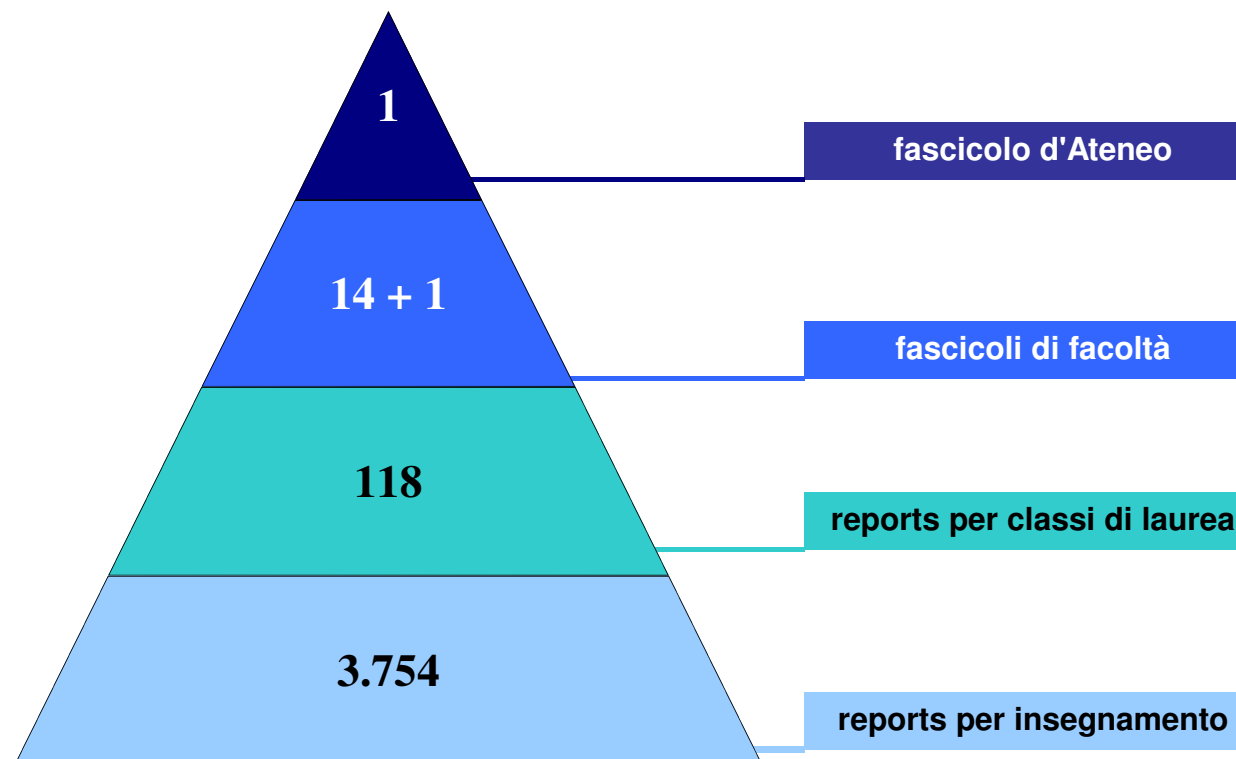 1
fascicolo d'Ateneo
14 + 1
fascicoli di facoltà
118
reports per classi di laurea
3.754
reports per insegnamento